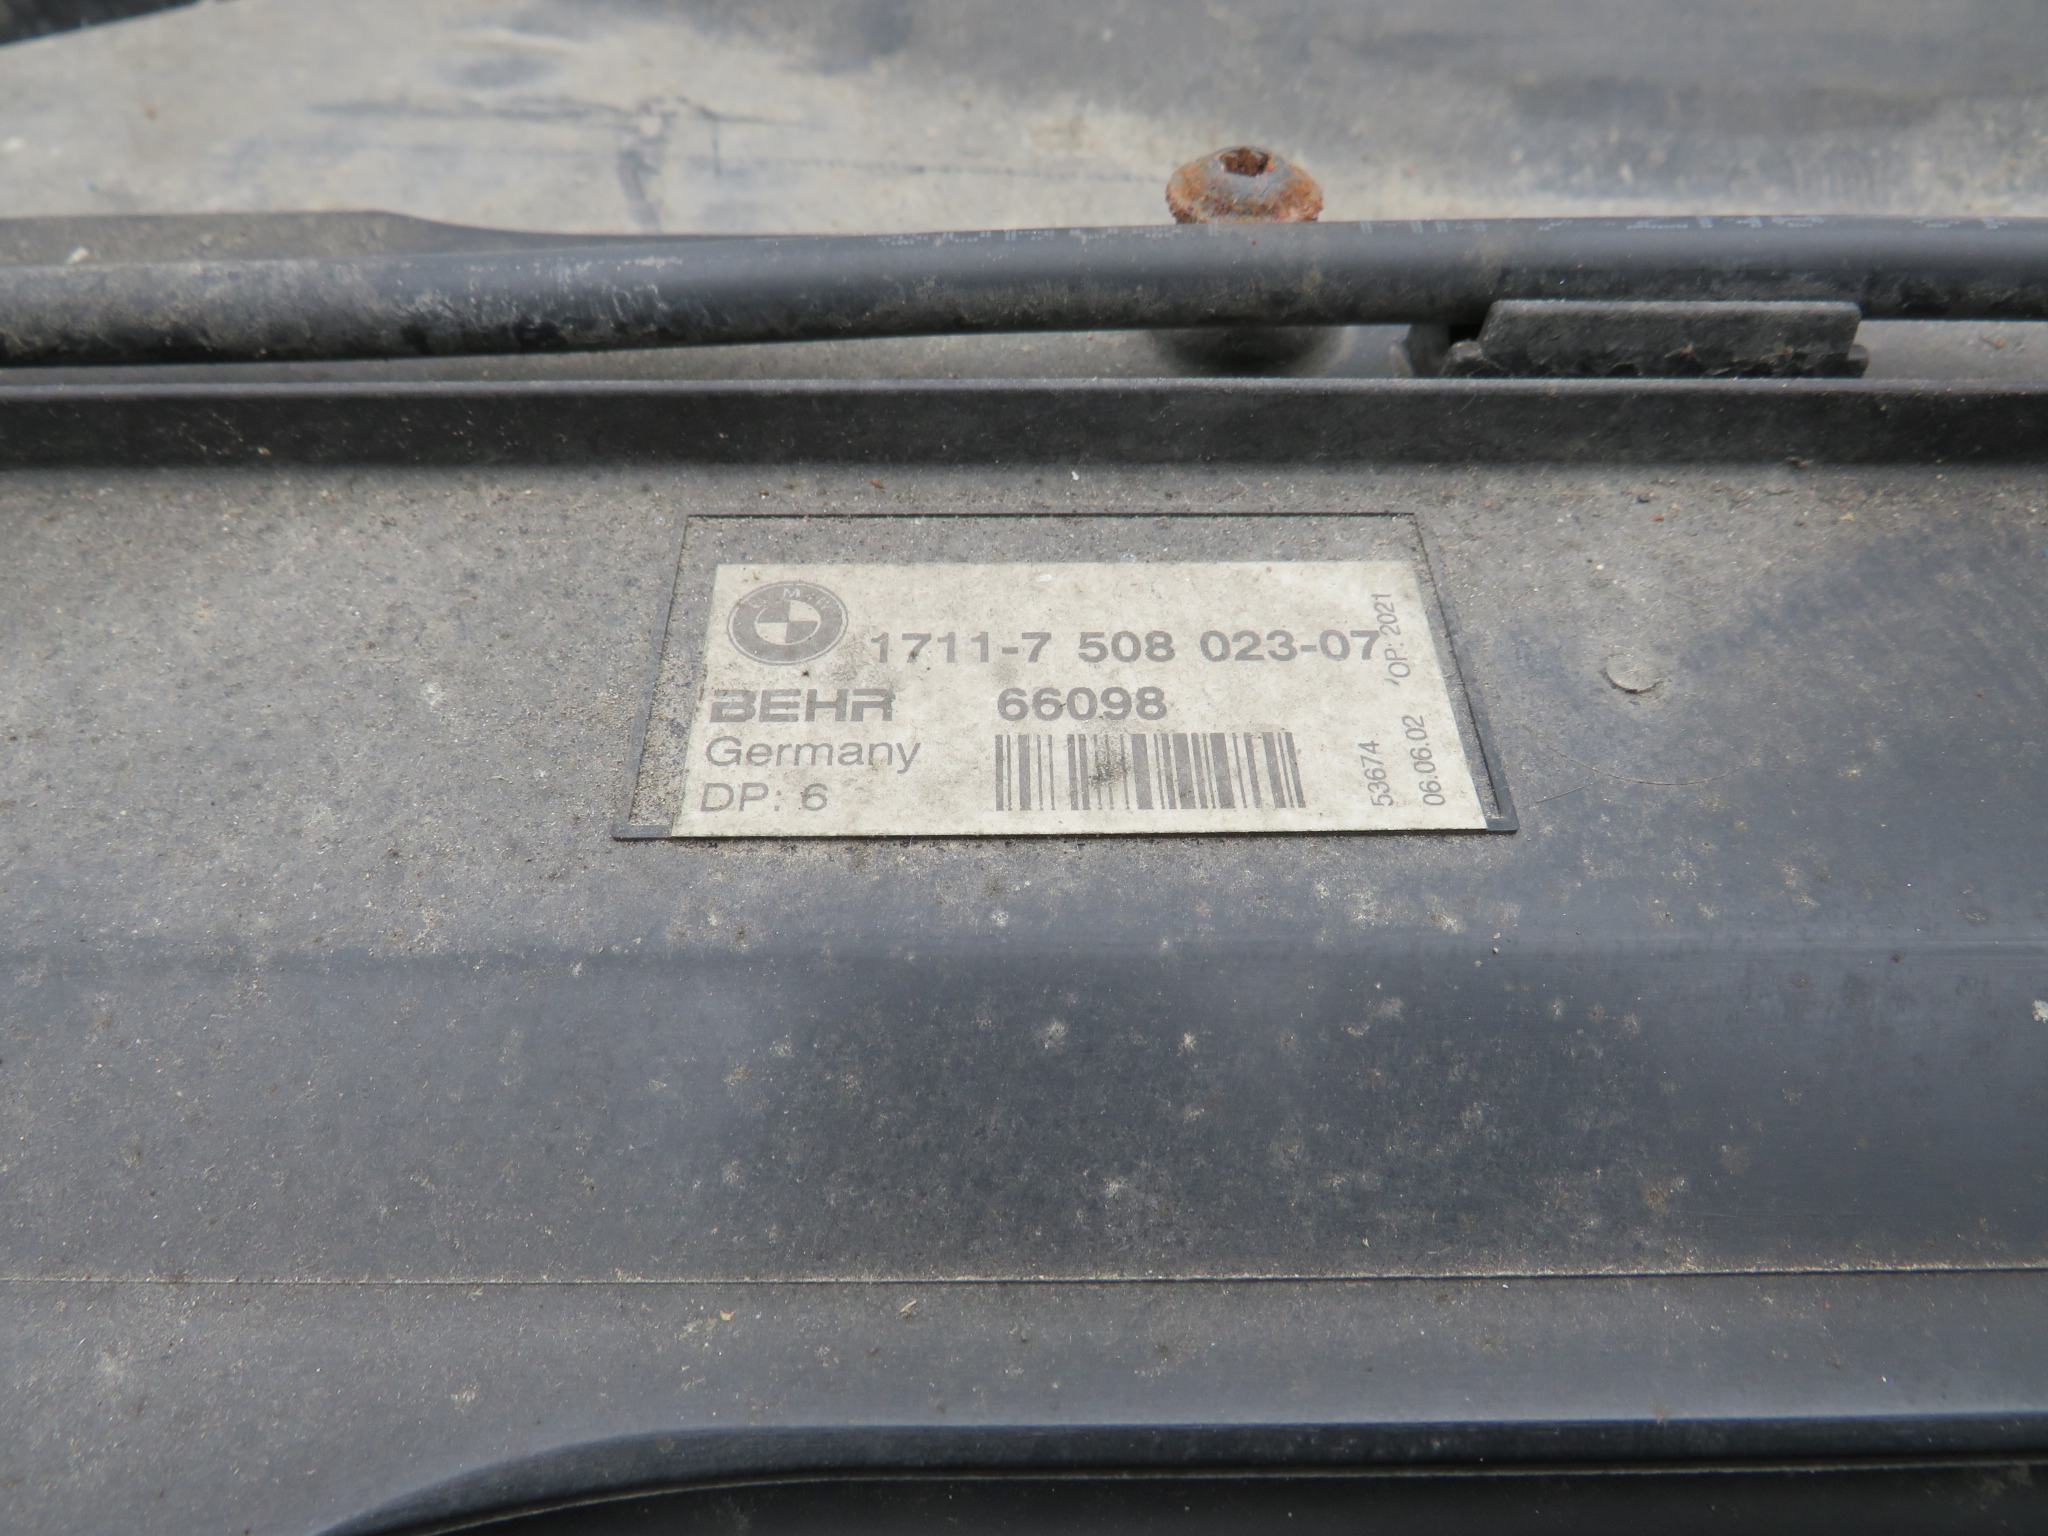 1711-7 508 023-07
BEHR 66098
Germany
DP: 6
53674 OP: 2021
06.06.02